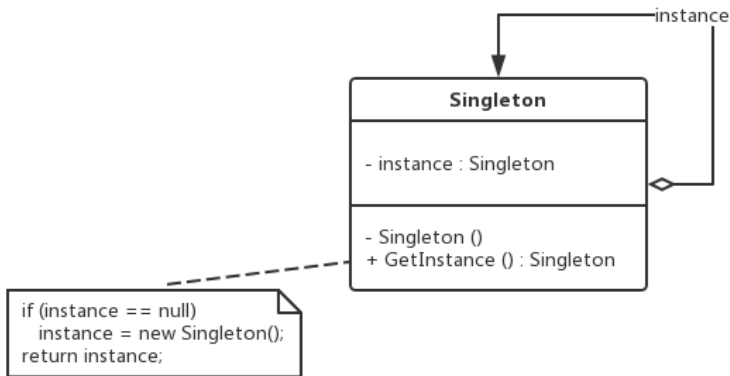 instance
Singleton
- instance : Singleton
- Singleton ()
+ GetInstance () : Singleton
if (instance == null)
instance = new Singleton();
return instance;